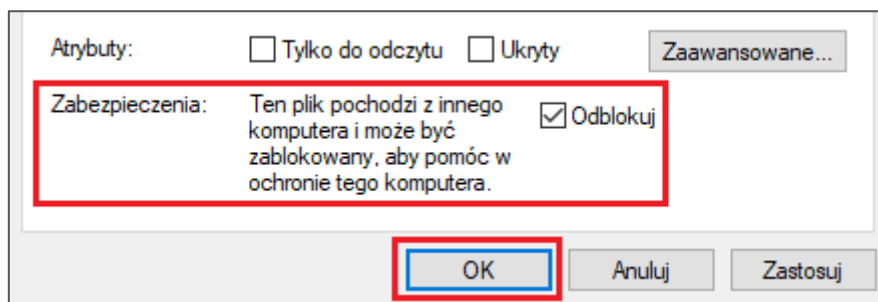 Atrybuty: Tylko do odczytu Ukryty Zaawansowane...
Zabezpieczenia: Ten plik pochodzi z innego
komputera i może być
zablokowany, aby pomóc w
ochronie tego komputera.
Odblokuj
OK Anuluj Zastosuj